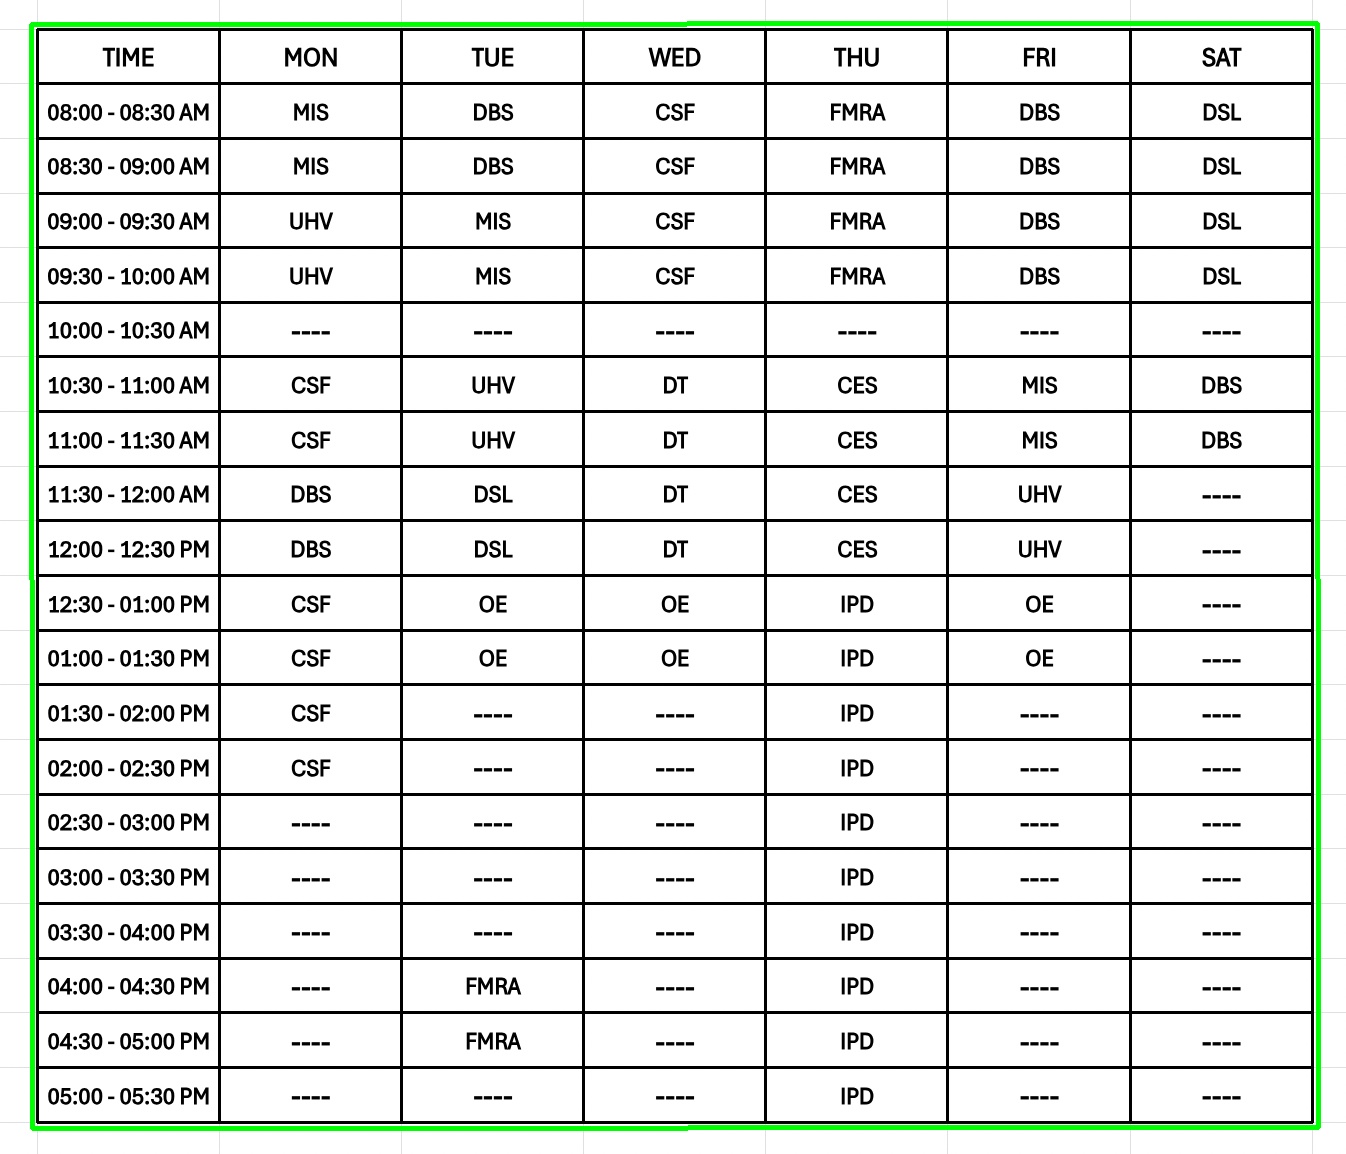 TIME MON TUE WED THU FRI SAT
08:00 - 08:30 AM MIS DBS CSF FMRA DBS DSL
08:30 - 09:00 AM MIS DBS CSF FMRA DBS DSL
09:00 - 09:30 AM UHV MIS CSF FMRA DBS DSL
09:30 - 10:00 AM UHV MIS CSF FMRA DBS DSL
10:00 - 10:30 AM ---- ---- ---- ---- ---- ----
10:30 - 11:00 AM CSF UHV DT CES MIS DBS
11:00 - 11:30 AM CSF UHV DT CES MIS DBS
11:30 - 12:00 AM DBS DSL DT CES UHV ----
12:00 - 12:30 PM DBS DSL DT CES UHV ----
12:30 - 01:00 PM CSF OE OE IPD OE ----
01:00 - 01:30 PM CSF OE OE IPD OE ----
01:30 - 02:00 PM CSF ---- ---- IPD ---- ----
02:00 - 02:30 PM CSF ---- ---- IPD ---- ----
02:30 - 03:00 PM ---- ---- ---- IPD ---- ----
03:00 - 03:30 PM ---- ---- ---- IPD ---- ----
03:30 - 04:00 PM ---- ---- ---- IPD ---- ----
04:00 - 04:30 PM ---- FMRA ---- IPD ---- ----
04:30 - 05:00 PM ---- FMRA ---- IPD ---- ----
05:00 - 05:30 PM ---- ---- ---- IPD ---- ----